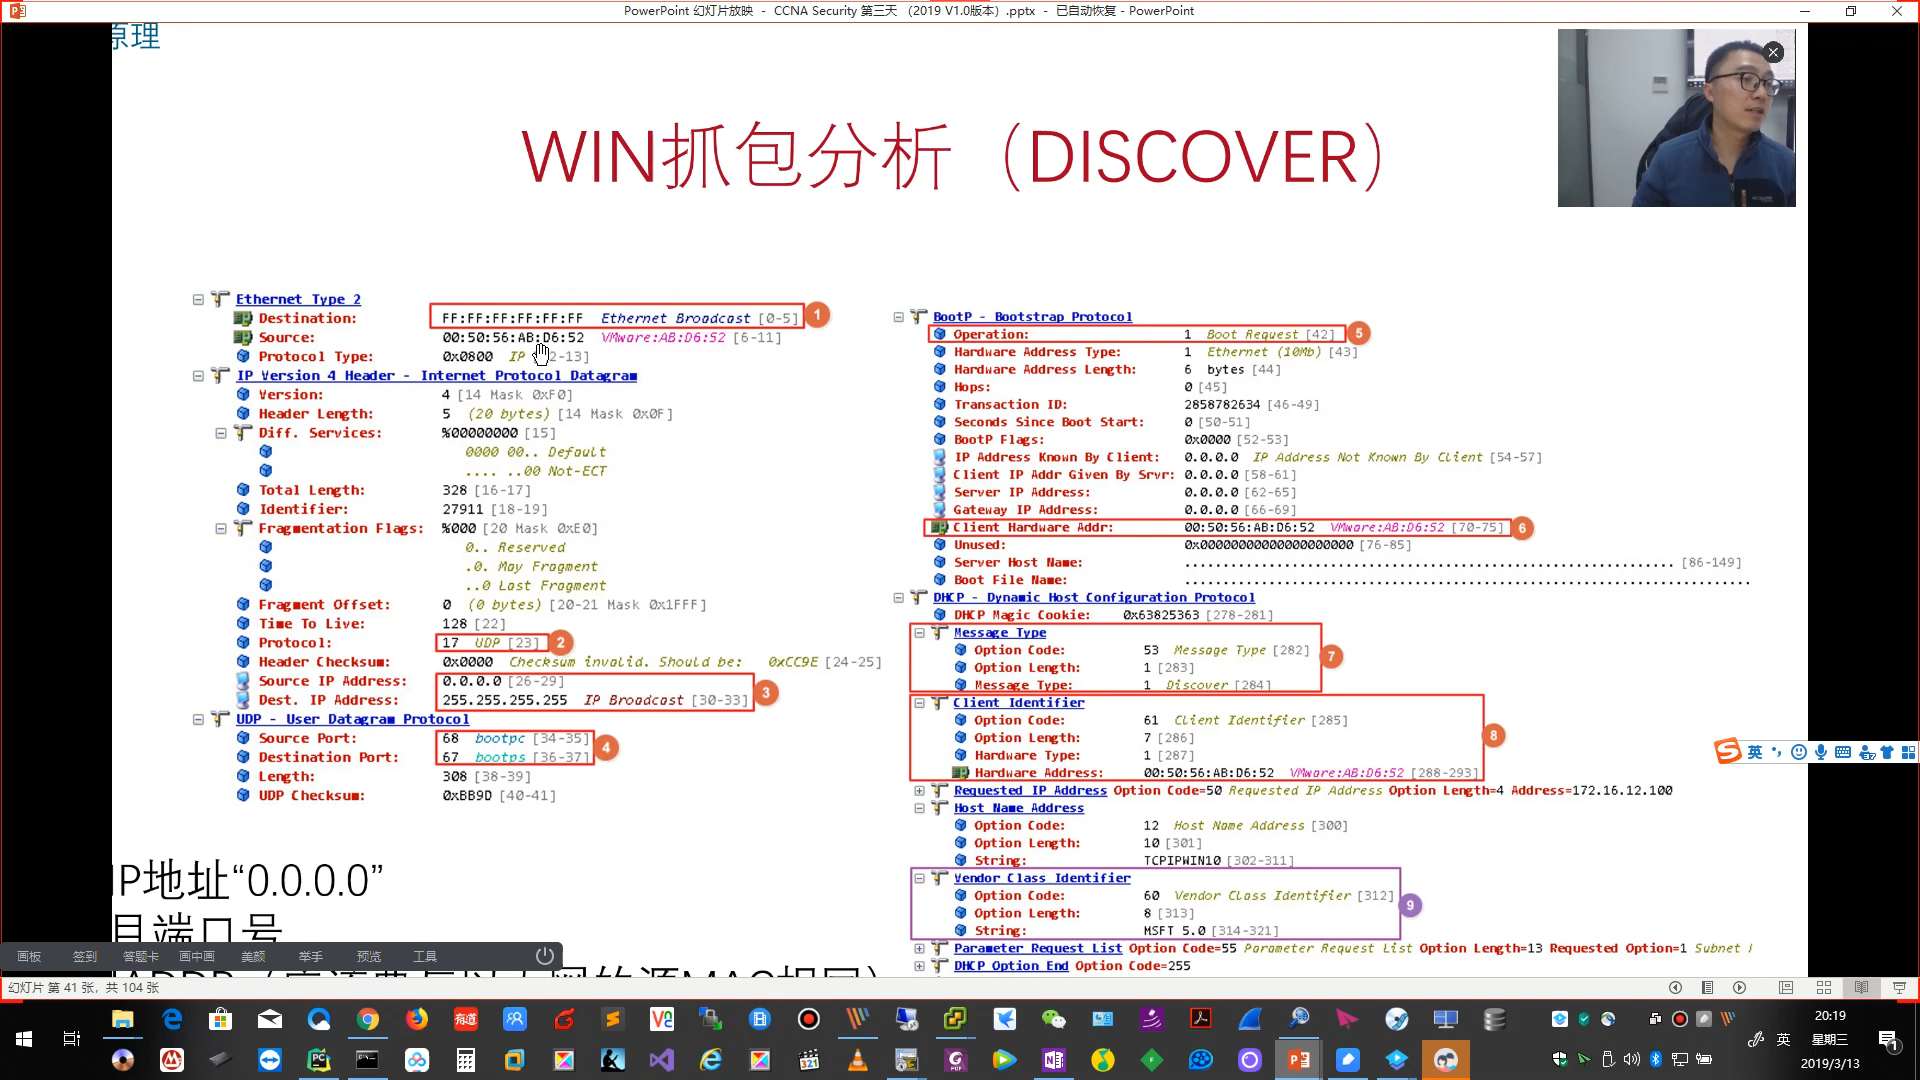 PowerPoint 幻灯片放映 - CCNA Security 第三天 （2019 V1.0版本）.pptx - 已自动恢复 - PowerPoint
原理
WIN抓包分析（DISCOVER）
Ethernet Type 2
Destination: FF:FF:FF:FF:FF:FF Ethernet Broadcast [0-5] 1
Source: 00:50:56:AB:D6:52 VMware:AB:D6:52 [6-11]
Protocol Type: 0x0800 IP 2-13]
IP Version 4 Header - Internet Protocol Datagram
Version: 4 [14 Mask 0xF0]
Header Length: 5 (20 bytes) [14 Mask 0x0F]
Diff. Services: %00000000 [15]
0000 00.. Default
.... ..00 Not-ECT
Total Length: 328 [16-17]
Identifier: 27911 [18-19]
Fragmentation Flags: %000 [20 Mask 0xE0]
0.. Reserved
.0. May Fragment
..0 Last Fragment
Fragment Offset: 0 (0 bytes) [20-21 Mask 0x1FFF]
Time To Live: 128 [22]
Protocol: 17 UDP [23] 2
Header Checksum: 0x0000 Checksum invalid. Should be: 0xCC9E [24-25]
Source IP Address: 0.0.0.0 [26-29]
Dest. IP Address: 255.255.255.255 IP Broadcast [30-33] 3
UDP - User Datagram Protocol
Source Port: 68 bootpc [34-35]
Destination Port: 67 bootps [36-37] 4
Length: 308 [38-39]
UDP Checksum: 0xBB9D [40-41]
BootP - Bootstrap Protocol
Operation: 1 Boot Request [42] 5
Hardware Address Type: 1 Ethernet (10Mb) [43]
Hardware Address Length: 6 bytes [44]
Hops: 0 [45]
Transaction ID: 2858782634 [46-49]
Seconds Since Boot Start: 0 [50-51]
BootP Flags: 0x0000 [52-53]
IP Address Known By Client: 0.0.0.0 IP Address Not Known By Client [54-57]
Client IP Addr Given By Srvr: 0.0.0.0 [58-61]
Server IP Address: 0.0.0.0 [62-65]
Gateway IP Address: 0.0.0.0 [66-69]
Client Hardware Addr: 00:50:56:AB:D6:52 VMware:AB:D6:52 [70-75] 6
Unused: 0x00000000000000000000 [76-85]
Server Host Name: ................................................................ [86-149]
Boot File Name: ..........................................................................
DHCP - Dynamic Host Configuration Protocol
DHCP Magic Cookie: 0x63825363 [278-281]
Message Type
Option Code: 53 Message Type [282] 7
Option Length: 1 [283]
Message Type: 1 Discover [284]
Client Identifier
Option Code: 61 Client Identifier [285]
Option Length: 7 [286] 8
Hardware Type: 1 [287]
Hardware Address: 00:50:56:AB:D6:52 VMware:AB:D6:52 [288-293]
Requested IP Address Option Code=50 Requested IP Address Option Length=4 Address=172.16.12.100
Host Name Address
Option Code: 12 Host Name Address [300]
Option Length: 10 [301]
String: TCPIPWIN10 [302-311]
Vendor Class Identifier
Option Code: 60 Vendor Class Identifier [312] 9
Option Length: 8 [313]
String: MSFT 5.0 [314-321]
Parameter Request List Option Code=55 Parameter Request List Option Length=13 Requested Option=1 Subnet
DHCP Option End Option Code=255
IP地址“0.0.0.0”
目端口号
画板 签到 答题卡 画中画 美颜 举手 预览 工具
英
幻灯片 第 41 张，共 104 张
有道
321
英
20:19
星期三
2019/3/13
1